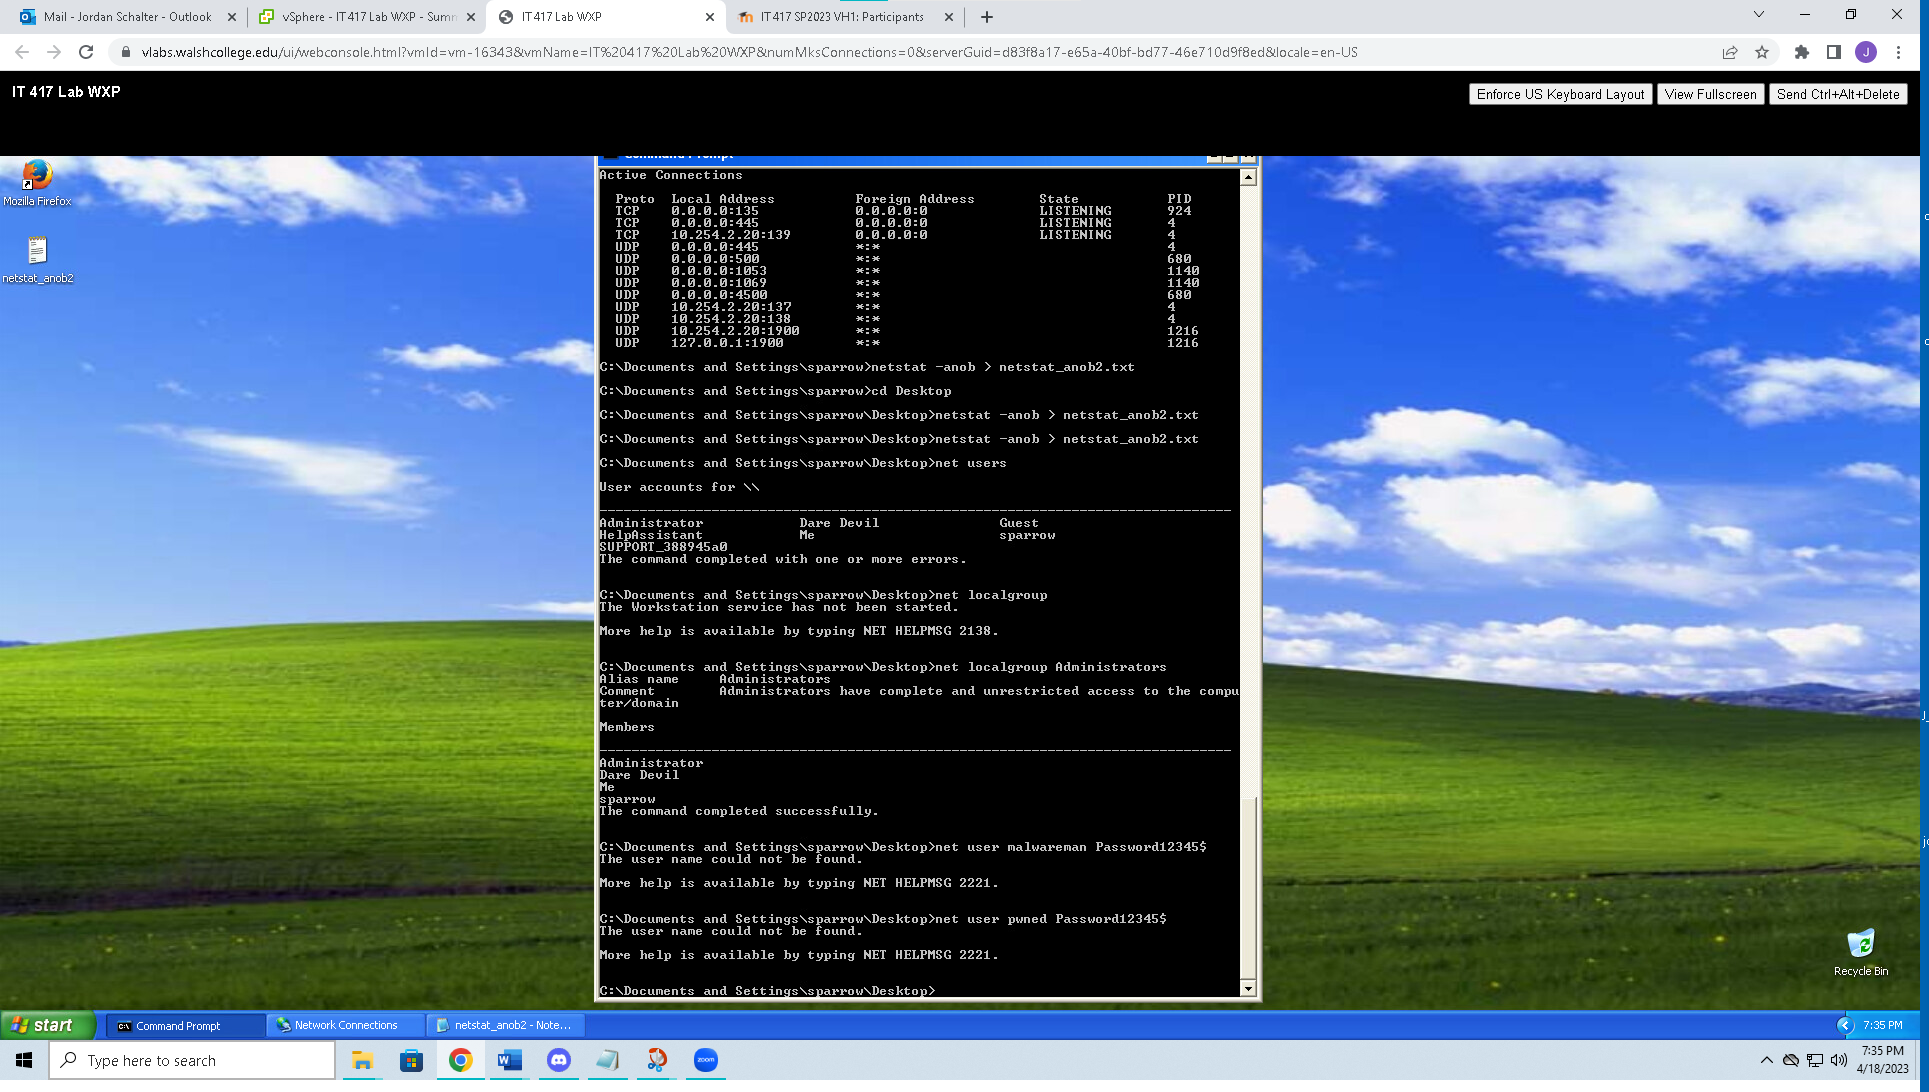 Mail - Jordan Schalter - Outlook
vSphere - IT 417 Lab WXP - Summ
IT 417 Lab WXP
IT417 SP2023 VH1: Participants
vlabs.walshcollege.edu/ui/webconsole.html?vmId=vm-16343&vmName=IT%20417%20Lab%20WXP&numMksConnections=0&serverGuid=d83f8a17-e65a-40bf-bd77-46e710d9f8ed&locale=en-US
J
IT 417 Lab WXP
Enforce US Keyboard Layout
View Fullscreen
Send Ctrl+Alt+Delete
Mozilla Firefox
netstat_anob2
Command Prompt
Active Connections
Proto Local Address Foreign Address State PID
TCP 0.0.0.0:135 0.0.0.0:0 LISTENING 924
TCP 0.0.0.0:445 0.0.0.0:0 LISTENING 4
TCP 10.254.2.20:139 0.0.0.0:0 LISTENING 4
UDP 0.0.0.0:445 *:* 4
UDP 0.0.0.0:500 *:* 680
UDP 0.0.0.0:1053 *:* 1140
UDP 0.0.0.0:1069 *:* 1140
UDP 0.0.0.0:4500 *:* 680
UDP 10.254.2.20:137 *:* 4
UDP 10.254.2.20:138 *:* 4
UDP 10.254.2.20:1900 *:* 1216
UDP 127.0.0.1:1900 *:* 1216
C:\Documents and Settings\sparrow>netstat -anob > netstat_anob2.txt
C:\Documents and Settings\sparrow>cd Desktop
C:\Documents and Settings\sparrow\Desktop>netstat -anob > netstat_anob2.txt
C:\Documents and Settings\sparrow\Desktop>netstat -anob > netstat_anob2.txt
C:\Documents and Settings\sparrow\Desktop>net users
User accounts for \\
-------------------------------------------------------------------------------
Administrator Dare Devil Guest
HelpAssistant Me sparrow
SUPPORT_388945a0
The command completed with one or more errors.
C:\Documents and Settings\sparrow\Desktop>net localgroup
The Workstation service has not been started.
More help is available by typing NET HELPMSG 2138.
C:\Documents and Settings\sparrow\Desktop>net localgroup Administrators
Alias name Administrators
Comment Administrators have complete and unrestricted access to the compu
ter/domain
Members
-------------------------------------------------------------------------------
Administrator
Dare Devil
Me
sparrow
The command completed successfully.
C:\Documents and Settings\sparrow\Desktop>net user malwareman Password12345$
The user name could not be found.
More help is available by typing NET HELPMSG 2221.
C:\Documents and Settings\sparrow\Desktop>net user pwned Password12345$
The user name could not be found.
More help is available by typing NET HELPMSG 2221.
C:\Documents and Settings\sparrow\Desktop>
Recycle Bin
start
Command Prompt
Network Connections
netstat_anob2 - Note...
7:35 PM
Type here to search
zoom
7:35 PM
4/18/2023